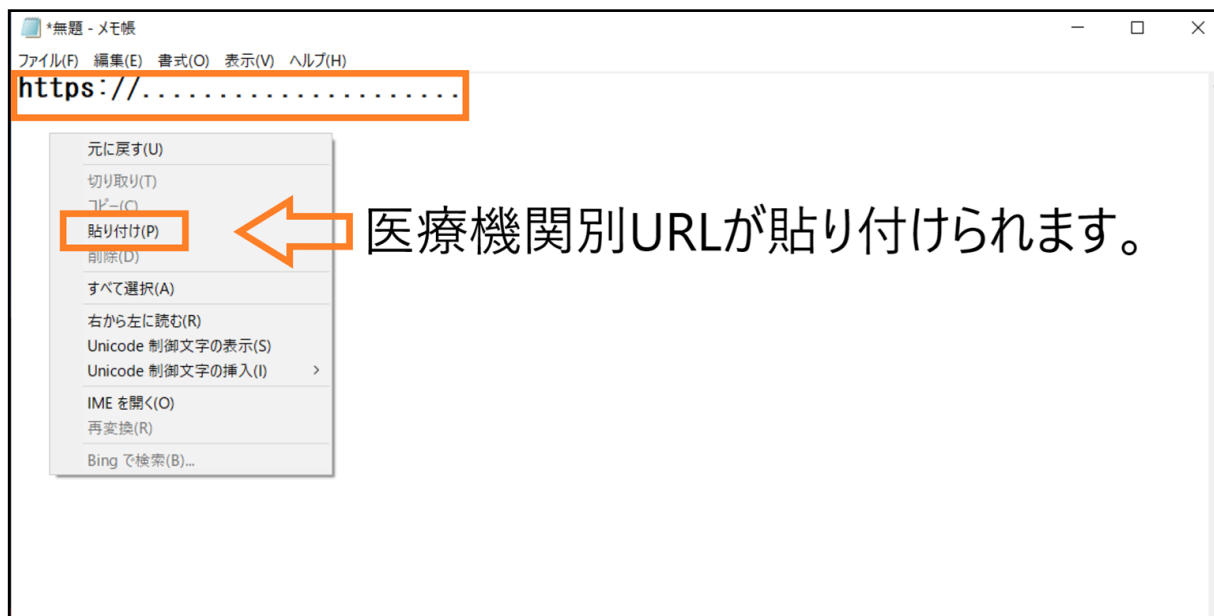 *無題 - メモ帳
ファイル(F) 編集(E) 書式(O) 表示(V) ヘルプ(H)
https://.....................
元に戻す(U)
切り取り(T)
コピー(C)
貼り付け(P)
削除(D)
すべて選択(A)
右から左に読む(R)
Unicode 制御文字の表示(S)
Unicode 制御文字の挿入(I)
IME を開く(O)
再変換(R)
Bing で検索(B)...
医療機関別URLが貼り付けられます。